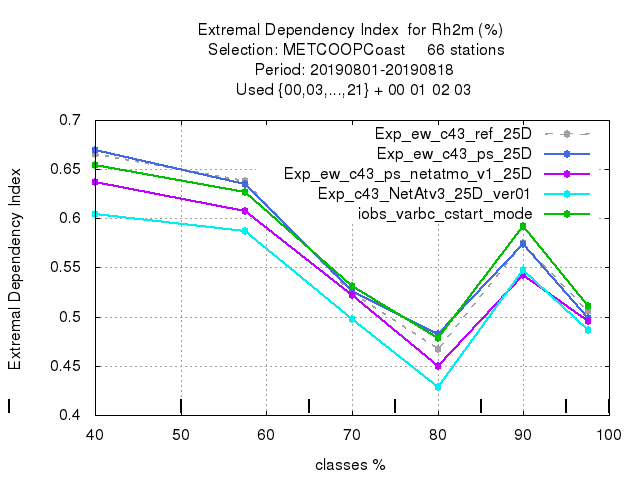 Extremal Dependency Index  for Rh2m (%)
Selection: METCOOPCoast     66 stations
Period: 20190801-20190818
Used {00,03,...,21} + 00 01 02 03
Extremal Dependency Index
0.7
0.65
0.6
0.55
0.5
0.45
0.4
Exp_ew_c43_ref_25D
Exp_ew_c43_ps_25D
Exp_ew_c43_ps_netatmo_v1_25D
Exp_c43_NetAtv3_25D_ver01
iobs_varbc_cstart_mode
40 50 60 70 80 90 100
classes %